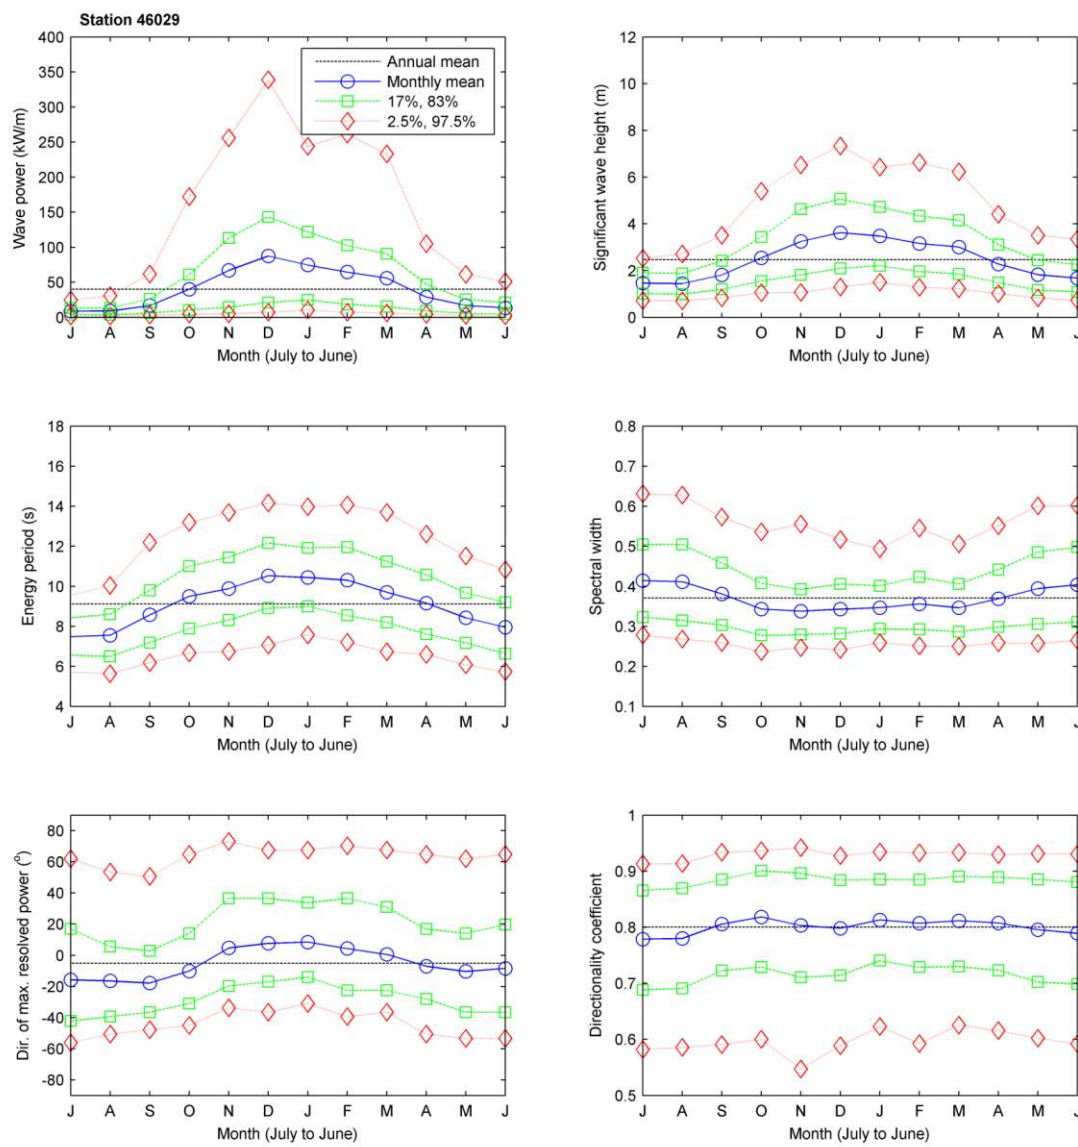 Station 46029
400
350
300
250
200
150
100
50
0
Wave power (kW/m)
Annual mean
Monthly mean
17%, 83%
2.5%, 97.5%
J A S O N D J F M A M J
Month (July to June)
12
10
8
6
4
2
0
Significant wave height (m)
J A S O N D J F M A M J
Month (July to June)
18
16
14
12
10
8
6
4
Energy period (s)
J A S O N D J F M A M J
Month (July to June)
0.8
0.7
0.6
0.5
0.4
0.3
0.2
0.1
Spectral width
J A S O N D J F M A M J
Month (July to June)
80
60
40
20
0
-20
-40
-60
-80
Dir. of max. resolved power (°)
J A S O N D J F M A M J
Month (July to June)
1
0.9
0.8
0.7
0.6
0.5
Directionality coefficient
J A S O N D J F M A M J
Month (July to June)